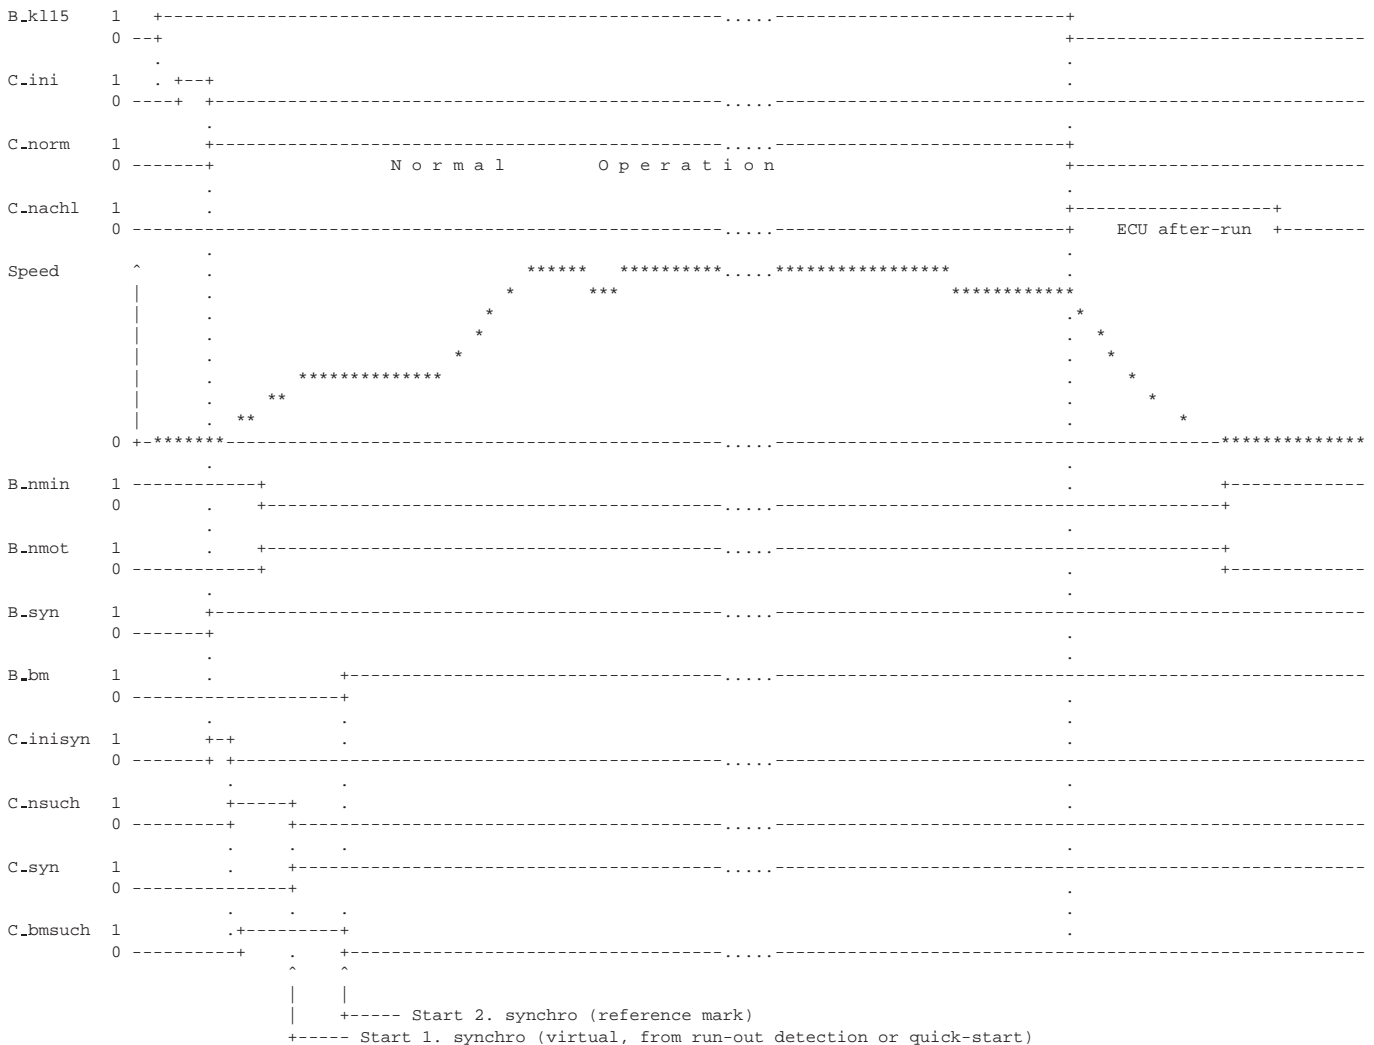 B_kl15 1 +------------------------------------------------------.....----------------------------+
0 --+ +----------------------------
. .
C_ini 1 . +--+ .
0 ----+ +-------------------------------------------------.....---------------------------------------------------------
. .
C_norm 1 +-------------------------------------------------.....----------------------------+
0 -------+ N o r m a l O p e r a t i o n +----------------------------
. .
C_nachl 1 . +-------------------+
0 ---------------------------------------------------------.....----------------------------+ ECU after-run +--------
. .
Speed ^ . ****** **********.....***************** .
| . * *** ************
| . * .*
| . * . *
| . * . *
| . ************** . *
| . ** . *
| . ** . *
0 +-*******------------------------------------------------.....-------------------------------------------**************
. .
B_nmin 1 ------------+ . +-------------
0 . +--------------------------------------------.....-------------------------------------------+
. .
B_nmot 1 . +--------------------------------------------.....-------------------------------------------+
0 ------------+ . +-------------
. .
B_syn 1 +-------------------------------------------------.....---------------------------------------------------------
0 -------+ .
. .
B_bm 1 . +------------------------------------.....---------------------------------------------------------
0 --------------------+ .
. . .
C_inisyn 1 +-+ . .
0 -------+ +-----------------------------------------------.....---------------------------------------------------------
. . .
C_nsuch 1 +-----+ . .
0 ---------+ +-----------------------------------------.....---------------------------------------------------------
. . . .
C_syn 1 . +-----------------------------------------.....---------------------------------------------------------
0 ---------------+ .
. . . .
C_bmsuch 1 .+---------+ .
0 ----------+ . +------------------------------------.....---------------------------------------------------------
^ ^
| |
| +----- Start 2. synchro (reference mark)
+----- Start 1. synchro (virtual, from run-out detection or quick-start)